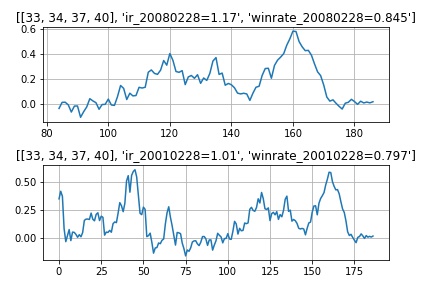 [[33, 34, 37, 40], 'ir_20080228=1.17', 'winrate_20080228=0.845']
0.6
0.4
0.2
0.0
80 100 120 140 160 180
[[33, 34, 37, 40], 'ir_20010228=1.01', 'winrate_20010228=0.797']
0.50
0.25
0.00
0 25 50 75 100 125 150 175